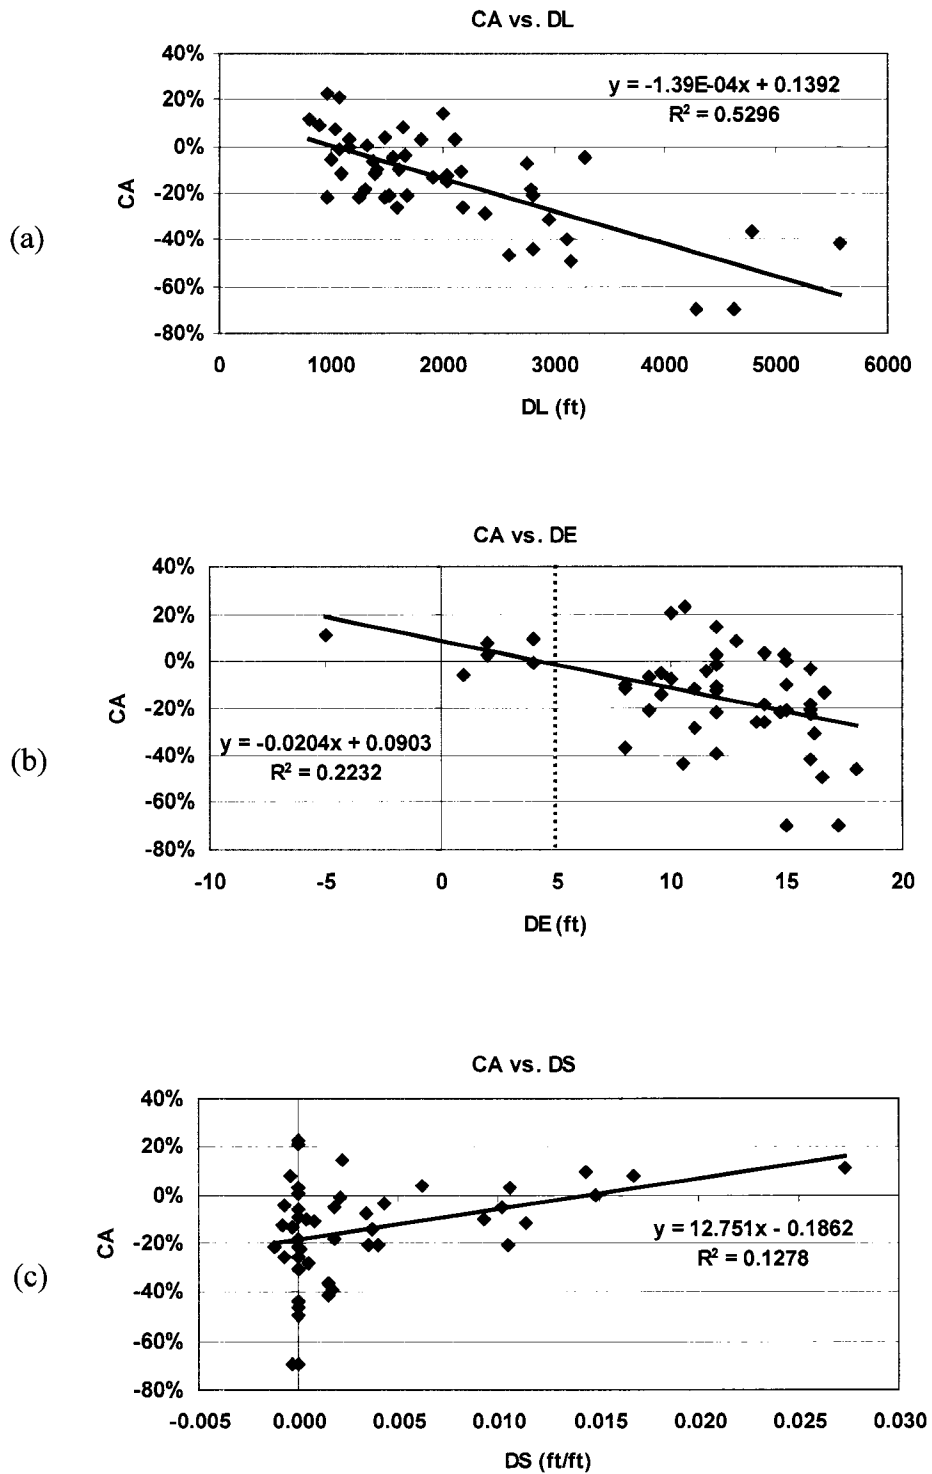 CA vs. DL
40%
20%
0%
-20%
-40%
-60%
-80%
CA
(a)
y = -1.39E-04x + 0.1392
R² = 0.5296
0 1000 2000 3000 4000 5000 6000
DL (ft)
CA vs. DE
40%
20%
0%
-20%
-40%
-60%
-80%
CA
(b)
y = -0.0204x + 0.0903
R² = 0.2232
-10 -5 0 5 10 15 20
DE (ft)
CA vs. DS
40%
20%
0%
-20%
-40%
-60%
-80%
CA
(c)
y = 12.751x - 0.1862
R² = 0.1278
-0.005 0.000 0.005 0.010 0.015 0.020 0.025 0.030
DS (ft/ft)